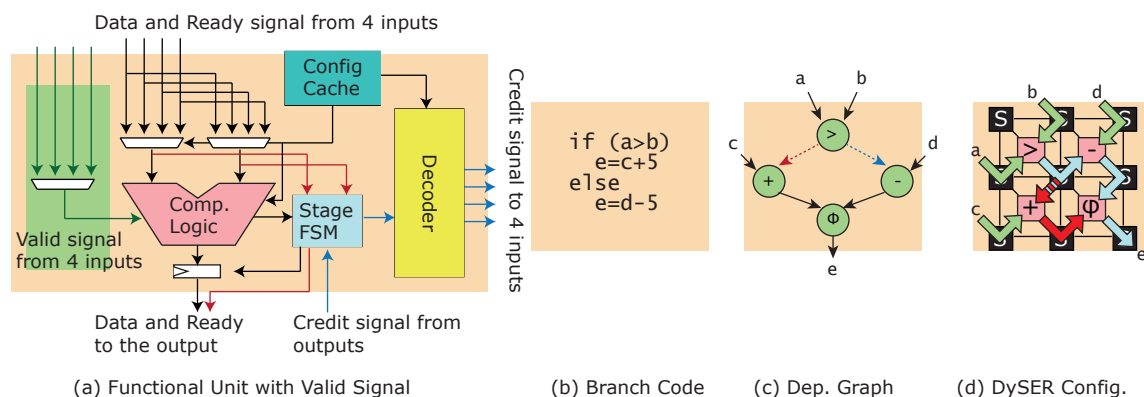 Data and Ready signal from 4 inputs
Config
Cache
Comp.
Logic
Stage
FSM
Decoder
Credit signal to 4
inputs
Valid signal
from 4 inputs
Data and Ready
to the output
Credit signal from
outputs
(a) Functional Unit with Valid Signal
if (a>b)
e=c+5
else
e=d-5
(b) Branch Code
a
b
>
c
d
+
-
Φ
e
(c) Dep. Graph
b
d
S
S
S
>
-
a
S
S
S
+
φ
c
S
S
S
e
(d) DySER Config.